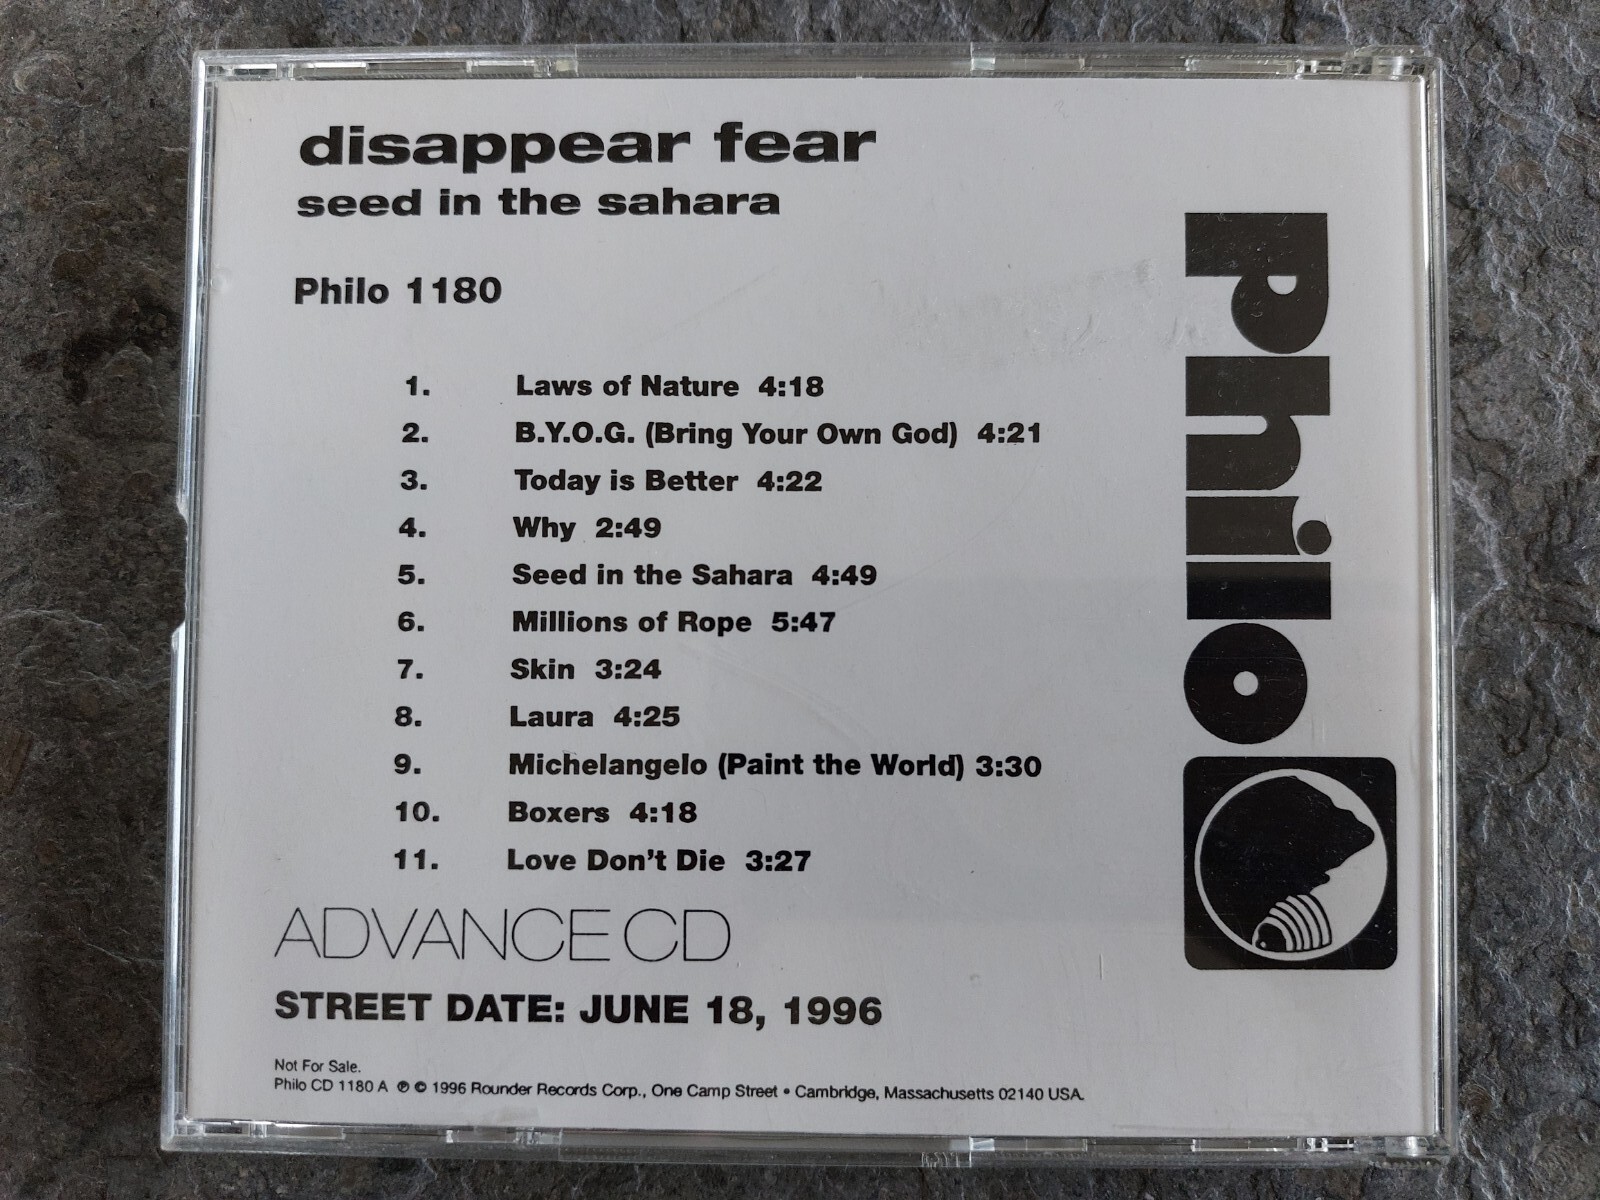 disappear fear
seed in the sahara
Philo 1180
1. Laws of Nature 4:18
2. B.Y.O.G. (Bring Your Own God) 4:21
3. Today is Better 4:22
4. Why 2:49
5. Seed in the Sahara 4:49
6. Millions of Rope 5:47
7. Skin 3:24
8. Laura 4:25
9. Michelangelo (Paint the World) 3:30
10. Boxers 4:18
11. Love Don't Die 3:27
ADVANCE CD
STREET DATE: JUNE 18, 1996
Not For Sale.
Philo CD 1180 A ℗ © 1996 Rounder Records Corp., One Camp Street • Cambridge, Massachusetts 02140 USA.
Philo